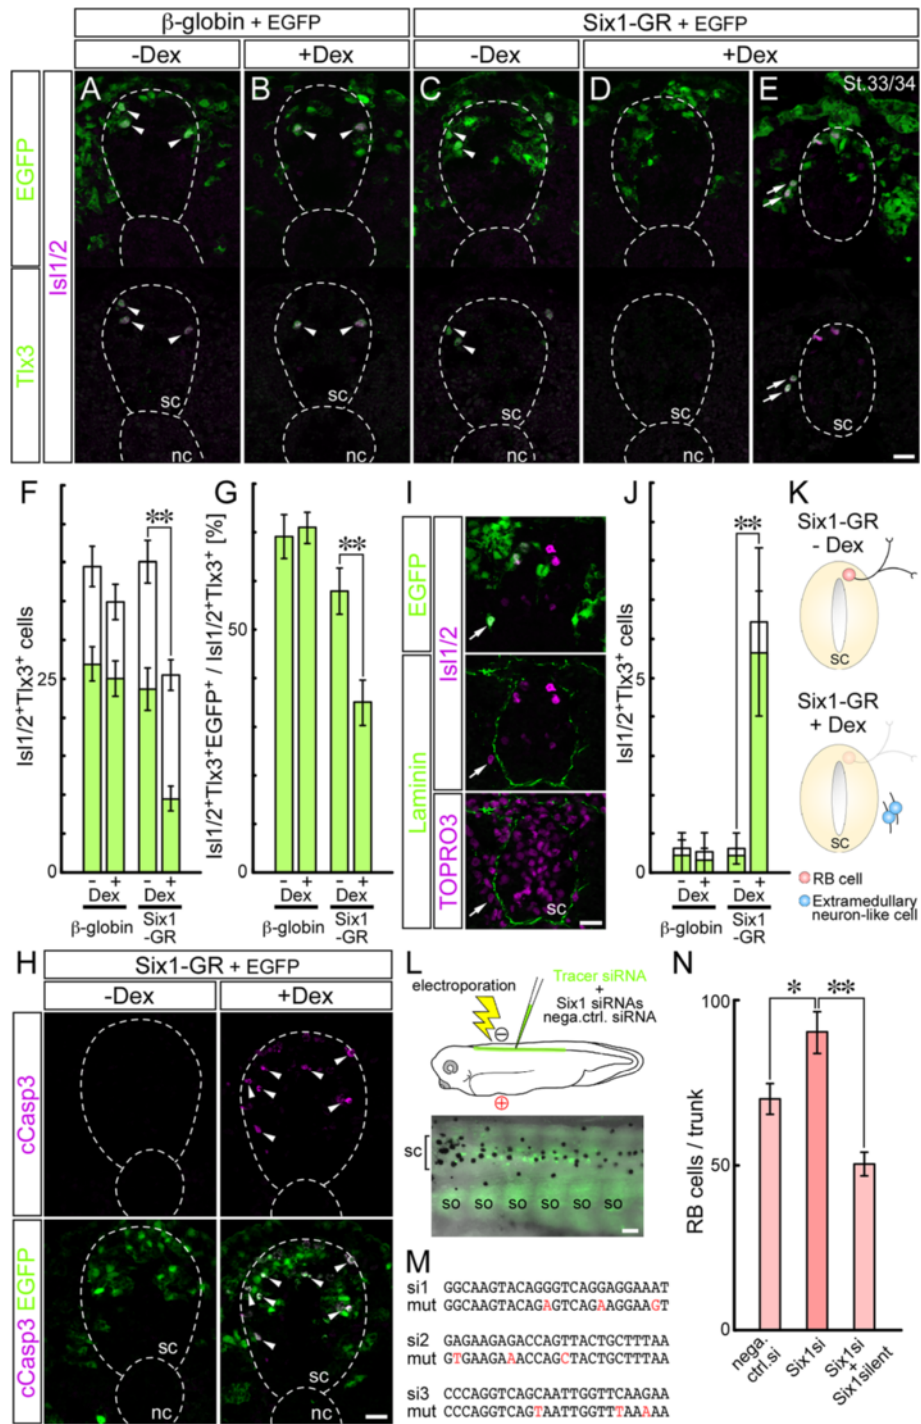 β-globin + EGFP
Six1-GR + EGFP
-Dex
+Dex
-Dex
+Dex
A
B
C
D
E
St.33/34
EGFP
Isl1/2
Tlx3
sc
nc
sc
nc
sc
nc
sc
nc
sc
F
G
I
J
K
Isl1/2⁺Tlx3⁺ cells
25
0
**
- + - +
Dex Dex
β-globin
Six1
-GR
Isl1/2⁺Tlx3⁺EGFP⁺ / Isl1/2⁺Tlx3⁺ [%]
50
0
**
- + - +
Dex Dex
β-globin
Six1
-GR
EGFP
Isl1/2
Laminin
TOPRO3
sc
Isl1/2⁺Tlx3⁺ cells
5
0
**
- + - +
Dex Dex
β-globin
Six1
-GR
Six1-GR
- Dex
sc
Six1-GR
+ Dex
sc
RB cell
Extramedullary
neuron-like cell
H
Six1-GR + EGFP
-Dex
+Dex
cCasp3
cCasp3 EGFP
sc
nc
sc
nc
L
Tracer siRNA
+
electroporation
Six1 siRNAs
nega.ctrl. siRNA
−
+
sc
so so so so so so
M
si1 GGCAAGTACAGGGTCAGGAGGAAAT
mut GGCAAGTACAGAGTCAGAAGGAAGT
si2 GAGAAGAGACCAGTTACTGCTTTAA
mut GTGAAGAAACCAGCTACTGCTTTAA
si3 CCCAGGTCAGCAATTGGTTCAAGAA
mut CCCAGGTCAGTAATTGGTTTAAAAA
N
RB cells / trunk
100
50
0
*
**
nega.
ctrl.si
Six1si
Six1si
+
Six1silent